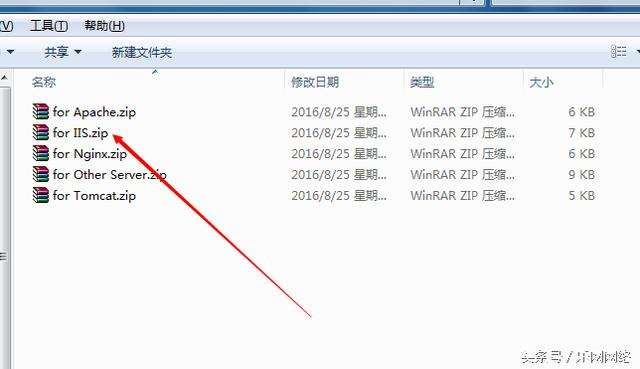 (V) 工具(T) 帮助(H)
共享 新建文件夹
名称 修改日期 类型 大小
for Apache.zip 2016/8/25 星期... WinRAR ZIP 压缩... 6 KB
for IIS.zip 2016/8/25 星期... WinRAR ZIP 压缩... 7 KB
for Nginx.zip 2016/8/25 星期... WinRAR ZIP 压缩... 6 KB
for Other Server.zip 2016/8/25 星期... WinRAR ZIP 压缩... 9 KB
for Tomcat.zip 2016/8/25 星期... WinRAR ZIP 压缩... 5 KB
头条号/乐网网络